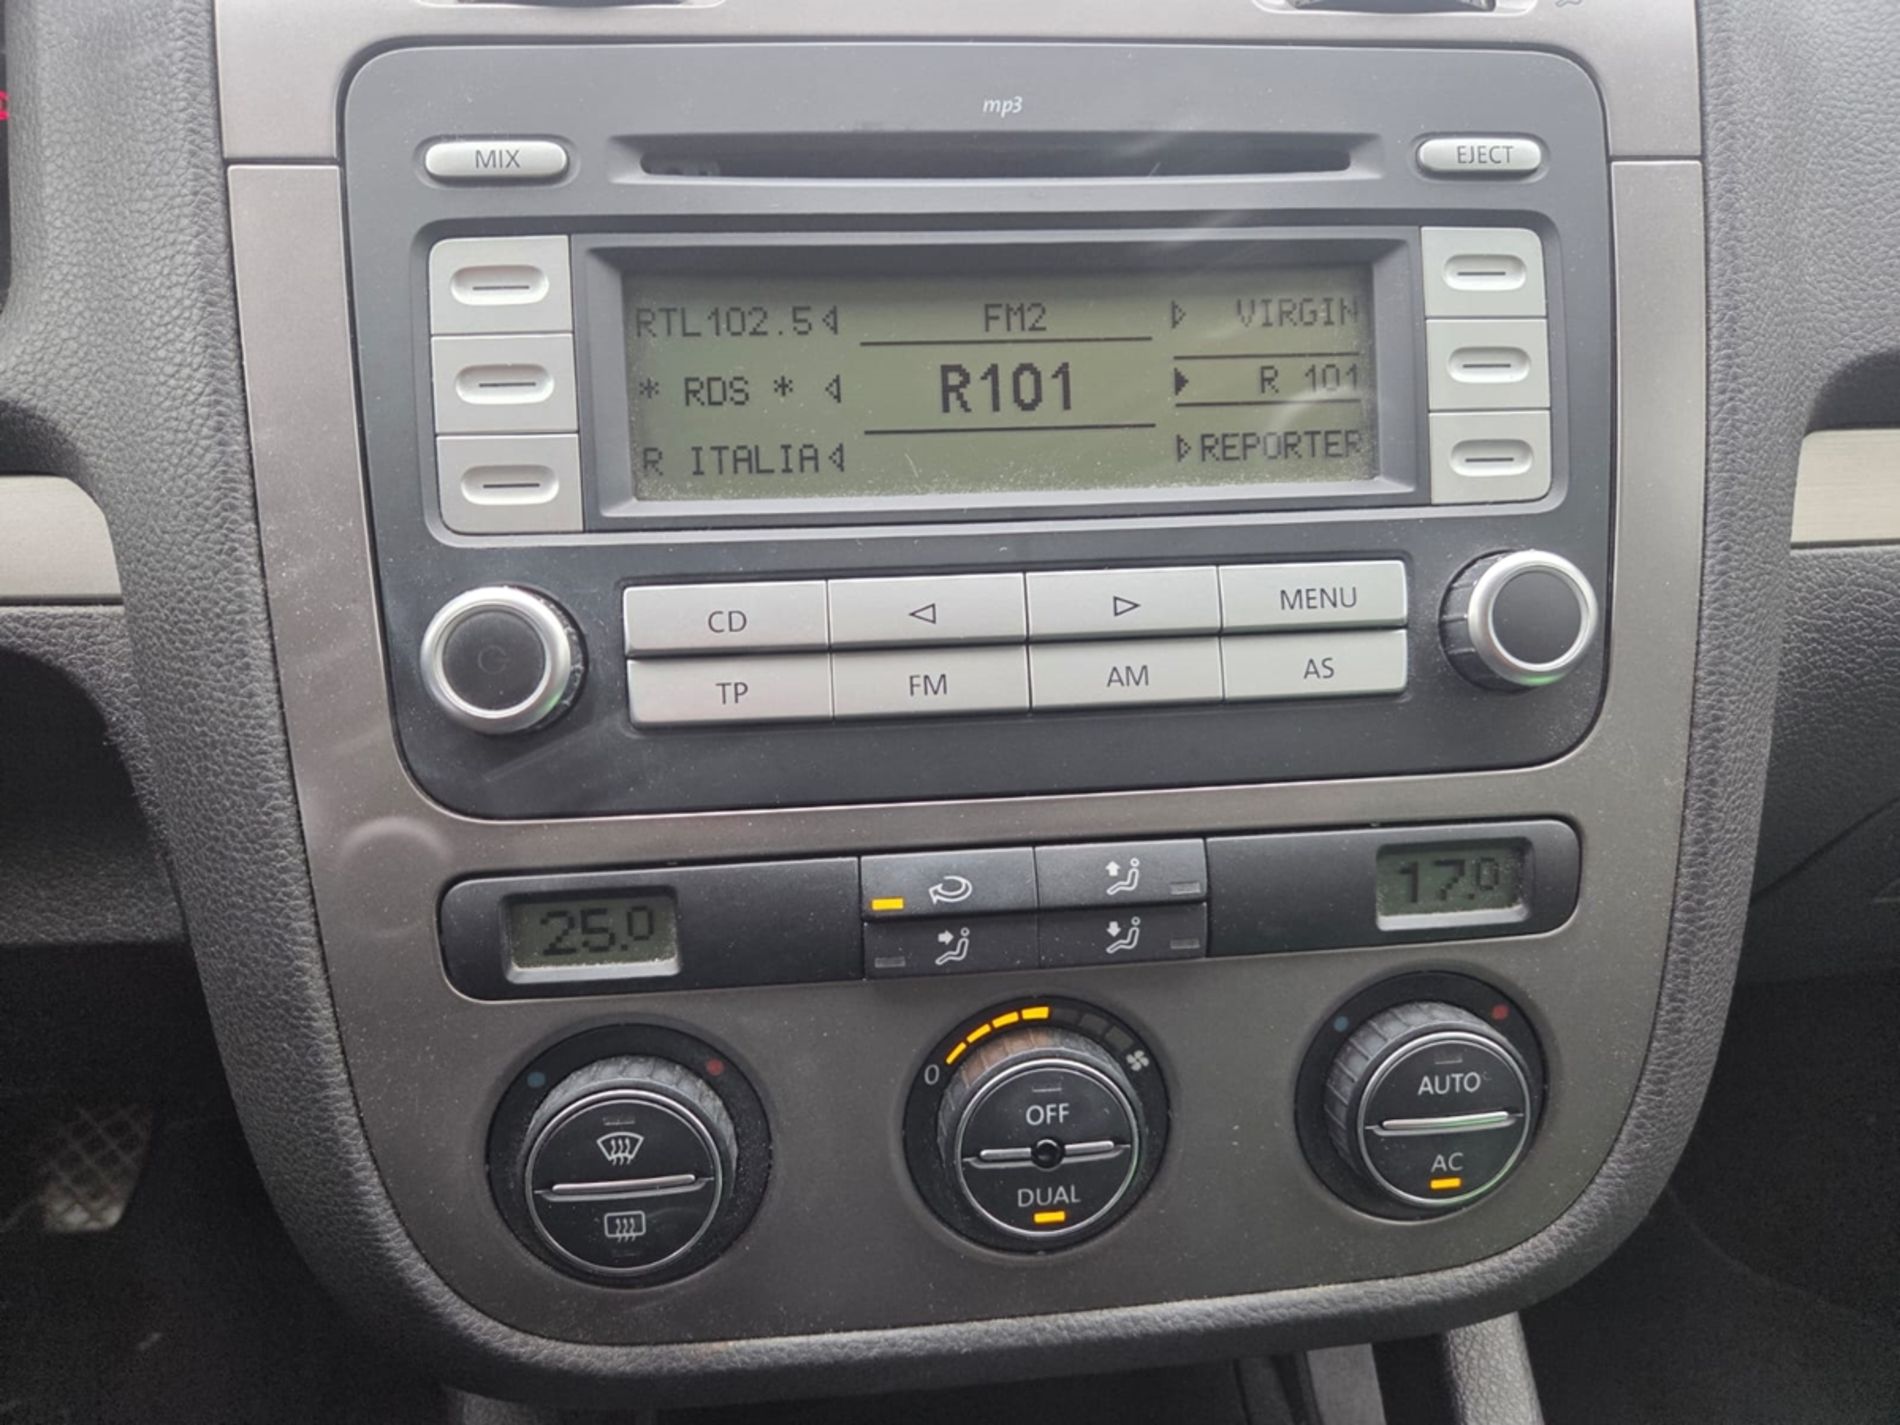 mp3
MIX
EJECT
RTL102.5
FM2
VIRGIN
* RDS *
R101
R 101
R ITALIA
REPORTER
CD
MENU
TP
FM
AM
AS
25.0
17.0
0
OFF
DUAL
AUTO
AC